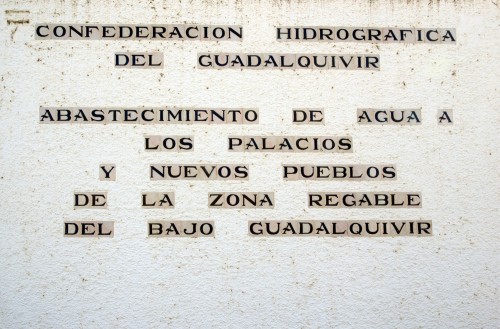 CONFEDERACION HIDROGRAFICA
DEL GUADALQUIVIR
ABASTECIMIENTO DE AGUA A
LOS PALACIOS
Y NUEVOS PUEBLOS
DE LA ZONA REGABLE
DEL BAJO GUADALQUIVIR